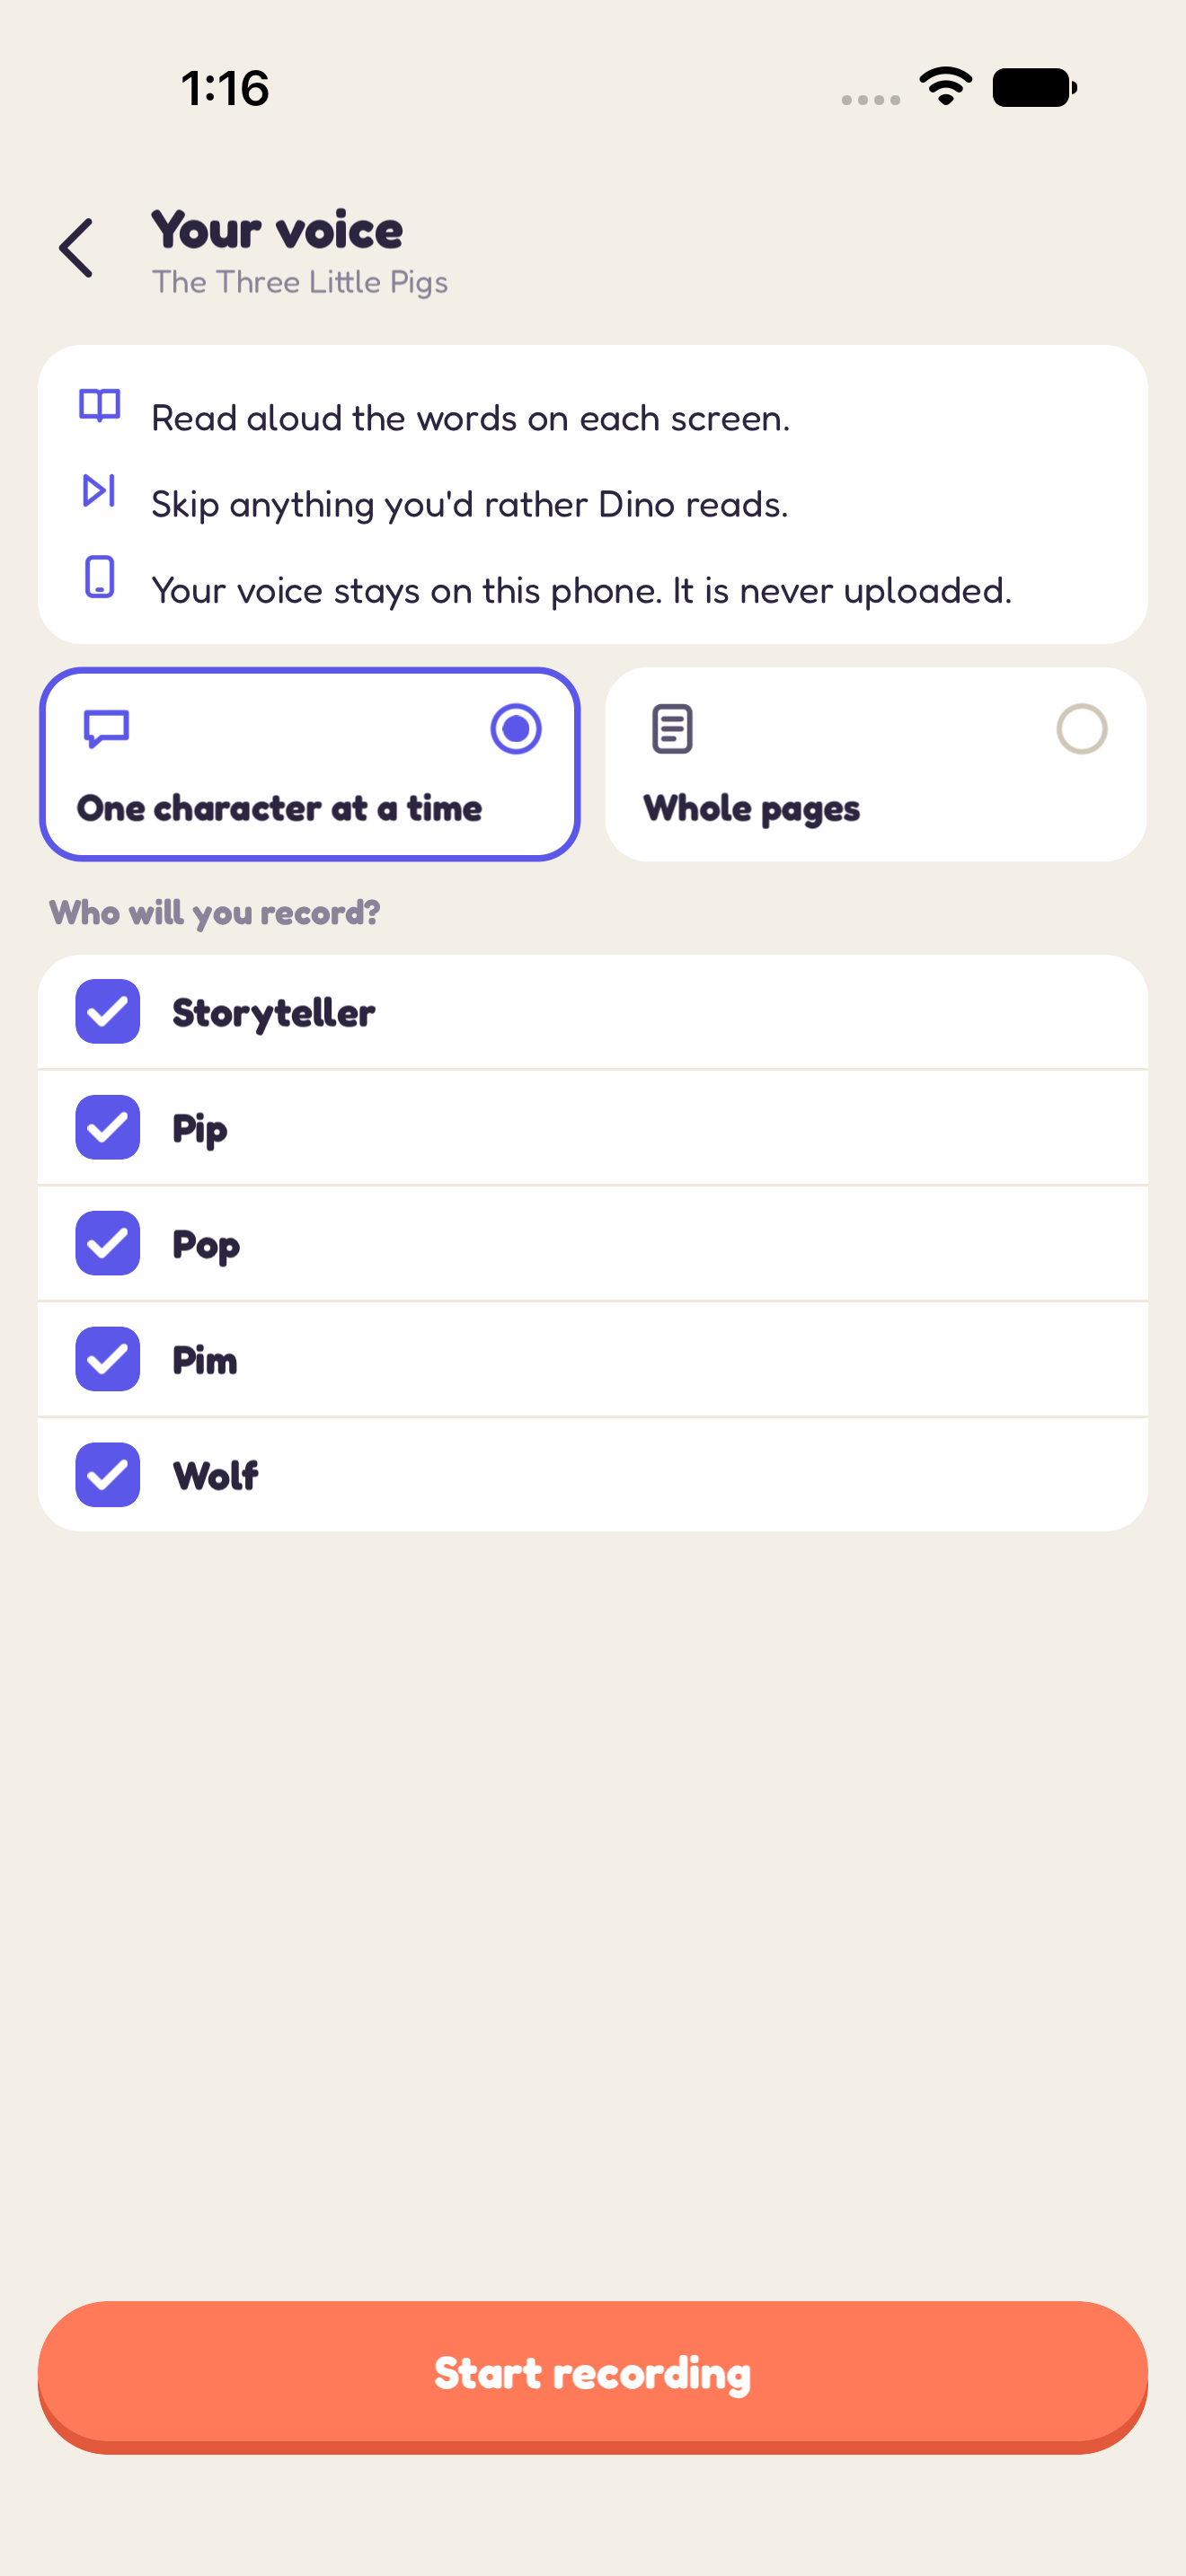 1:16
Your voice
The Three Little Pigs
Read aloud the words on each screen.
Skip anything you'd rather Dino reads.
Your voice stays on this phone. It is never uploaded.
One character at a time
Whole pages
Who will you record?
Storyteller
Pip
Pop
Pim
Wolf
Start recording